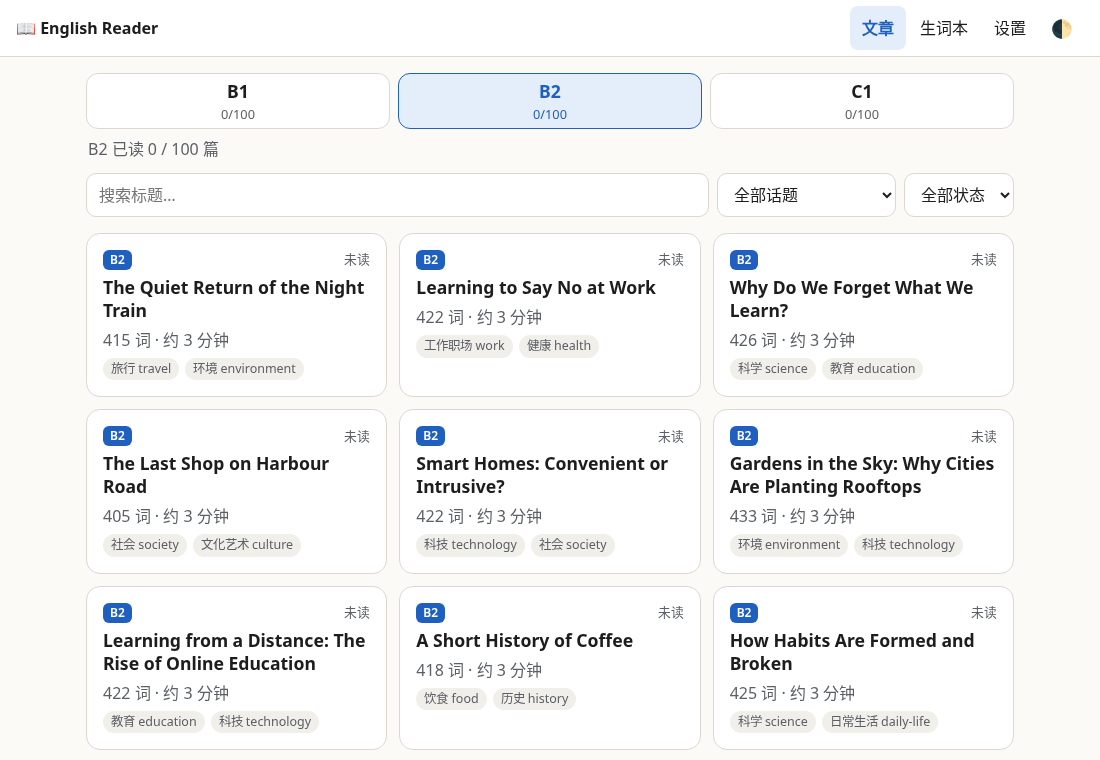 📖 English Reader
文章
生词本
设置
🌓
B1
0/100
B2
0/100
C1
0/100
B2 已读 0 / 100 篇
搜索标题...
全部话题
全部状态
B2
未读
The Quiet Return of the Night
Train
415 词 · 约 3 分钟
旅行 travel
环境 environment
B2
未读
Learning to Say No at Work
422 词 · 约 3 分钟
工作职场 work
健康 health
B2
未读
Why Do We Forget What We
Learn?
426 词 · 约 3 分钟
科学 science
教育 education
B2
未读
The Last Shop on Harbour
Road
405 词 · 约 3 分钟
社会 society
文化艺术 culture
B2
未读
Smart Homes: Convenient or
Intrusive?
422 词 · 约 3 分钟
科技 technology
社会 society
B2
未读
Gardens in the Sky: Why Cities
Are Planting Rooftops
433 词 · 约 3 分钟
环境 environment
科技 technology
B2
未读
Learning from a Distance: The
Rise of Online Education
422 词 · 约 3 分钟
教育 education
科技 technology
B2
未读
A Short History of Coffee
418 词 · 约 3 分钟
饮食 food
历史 history
B2
未读
How Habits Are Formed and
Broken
425 词 · 约 3 分钟
科学 science
日常生活 daily-life